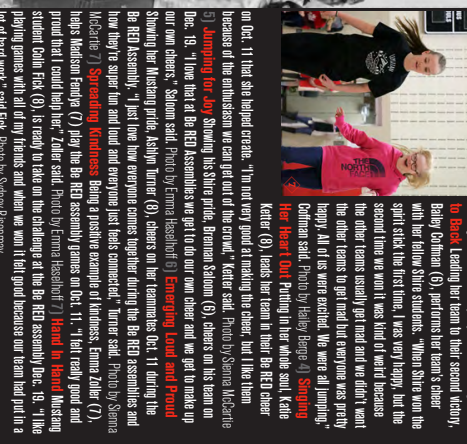 to Back Leading her team to their second victory,
Bailey Coffman (6), performs her team's cheer
with her fellow Shire students. "When Shire won the
spirit stick the first time, I was very happy, but the
second time we won it was kind of weird because
the other teams usually get mad and we didn't want
the other teams to get mad but everyone was pretty
happy. All of us were excited. We were all jumping,"
Coffman said. Photo by Hailey Berge 4) Singing
Her Heart Out Putting in her whole soul, Katie
Ketter (8), leads her team in their Be RED cheer
on Oct. 11 that she helped create. "I'm not very good at making the cheer, but I like them
because of the enthusiasm we can get out of the crowd," Ketter said. Photo by Sienna McCartie
5) Jumping for Joy Showing his Shire pride, Brennan Saloom (6), cheers on his team on
Dec. 19. "I love that at Be RED Assemblies we get to do our own cheer and we get to make up
our own cheers," Saloom said. Photo by Emma Hasselhoff 6) Emerging Loud and Proud
Showing her Mustang pride, Ashlyn Turner (8), cheers on her teammates Oct. 11 during the
Be RED Assembly. "I just love how everyone comes together during the Be RED assemblies and
how they're super fun and loud and everyone just feels connected," Turner said. Photo by Sienna
McCartie 7) Spreading Kindness Being a positive example of kindness, Emma Zoller (7),
helps Madison Fendya (7) play the Be RED assembly games on Oct. 11. "I felt really good and
proud that I could help her," Zoller said. Photo by Emma Hasselhoff 7) Hand In Hand Mustang
student Colin Fick (8), is ready to take on the challenge at the Be RED assembly Dec. 19. "I like
playing games with all of my friends and when we won it felt good because our team had put in a
lot of hard work," said Fick. Photo by Sydney
THE
NORTH
FACE